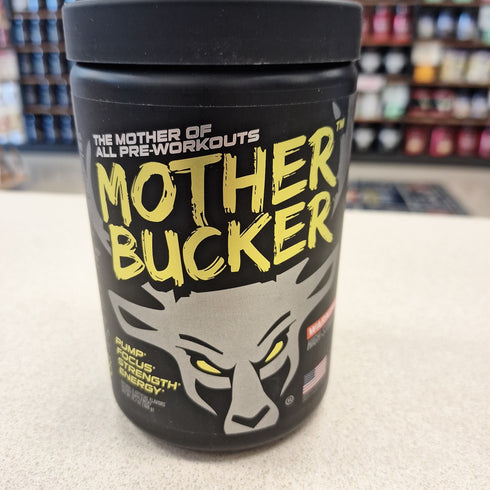 THE MOTHER OF
ALL PRE-WORKOUTS
MOTHER™
BUCKER
PUMP*
FOCUS*
STRENGTH*
ENERGY*
®